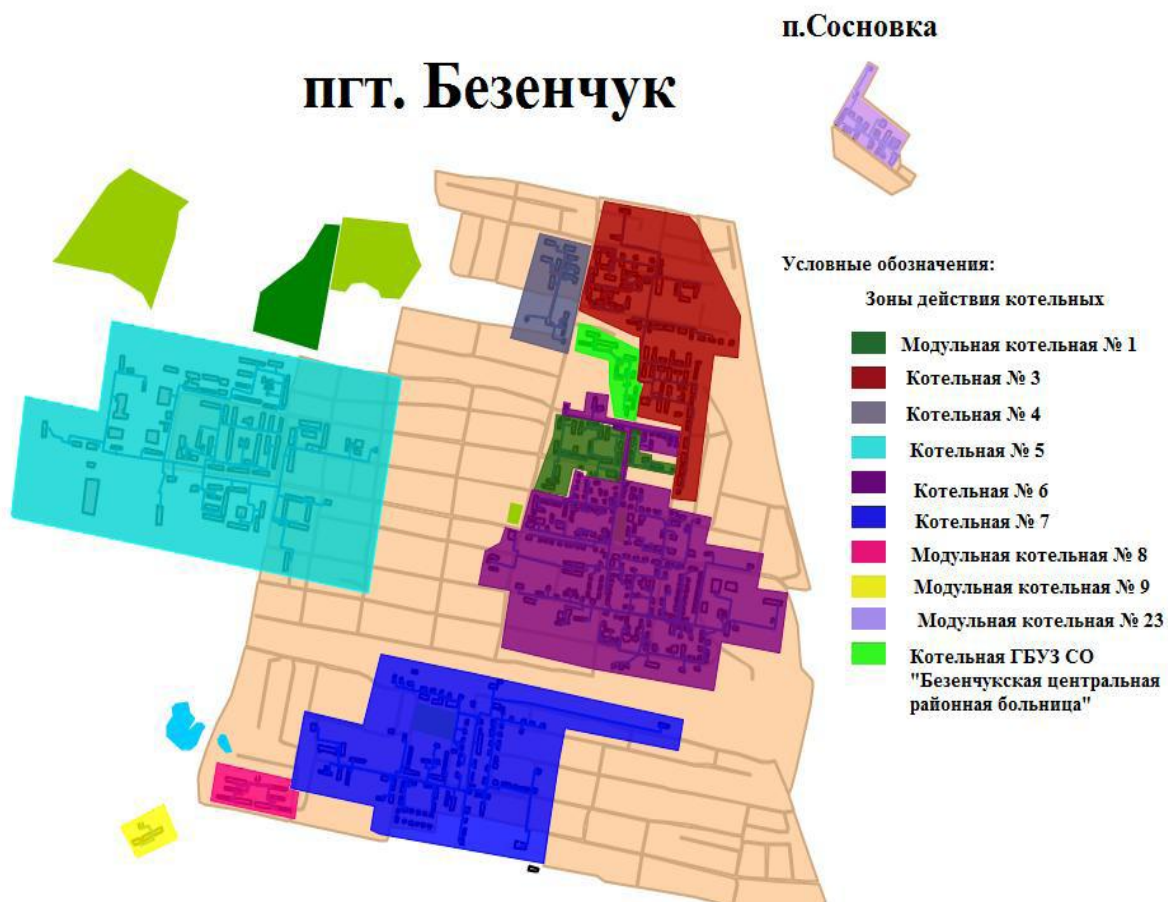 п.Сосновка
пгт. Безенчук
Условные обозначения:
Зоны действия котельных
Модульная котельная № 1
Котельная № 3
Котельная № 4
Котельная № 5
Котельная № 6
Котельная № 7
Модульная котельная № 8
Модульная котельная № 9
Модульная котельная № 23
Котельная ГБУЗ СО
"Безенчукская центральная
районная больница"